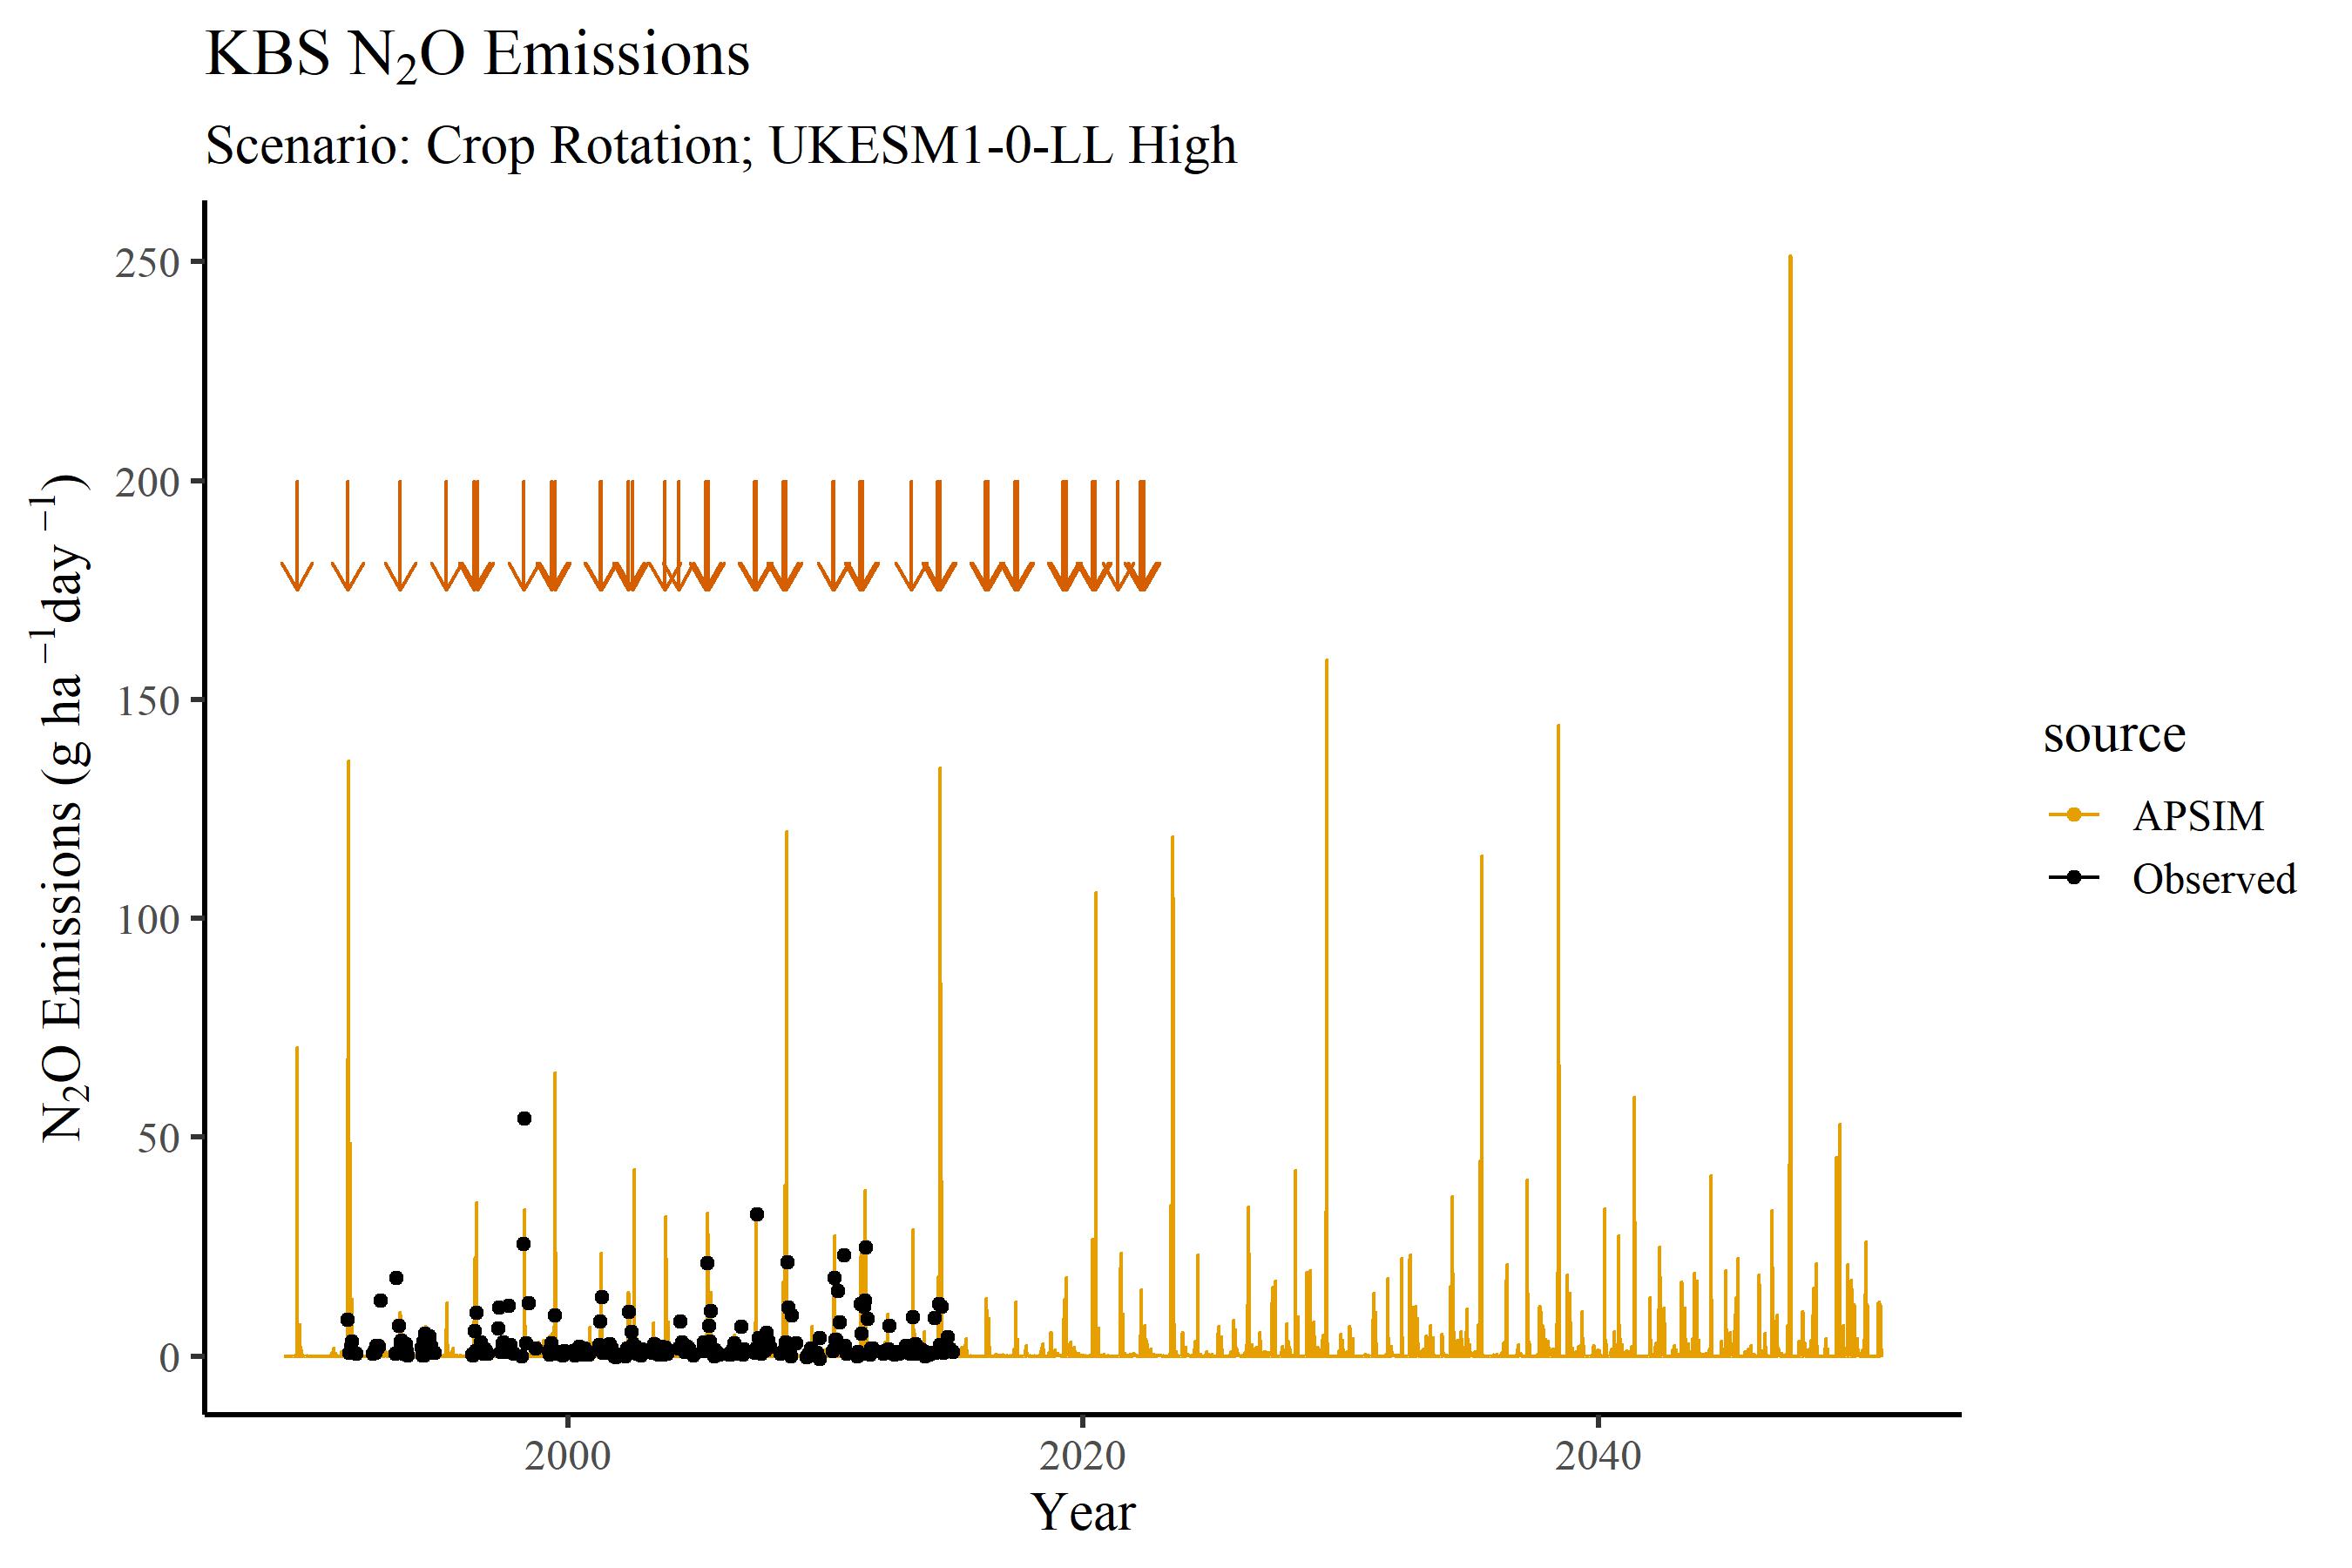 KBS N₂O Emissions
Scenario: Crop Rotation; UKESM1-0-LL High
N₂O Emissions (g ha ⁻¹day ⁻¹)
250
200
150
100
50
0
2000
2020
2040
Year
source
APSIM
Observed